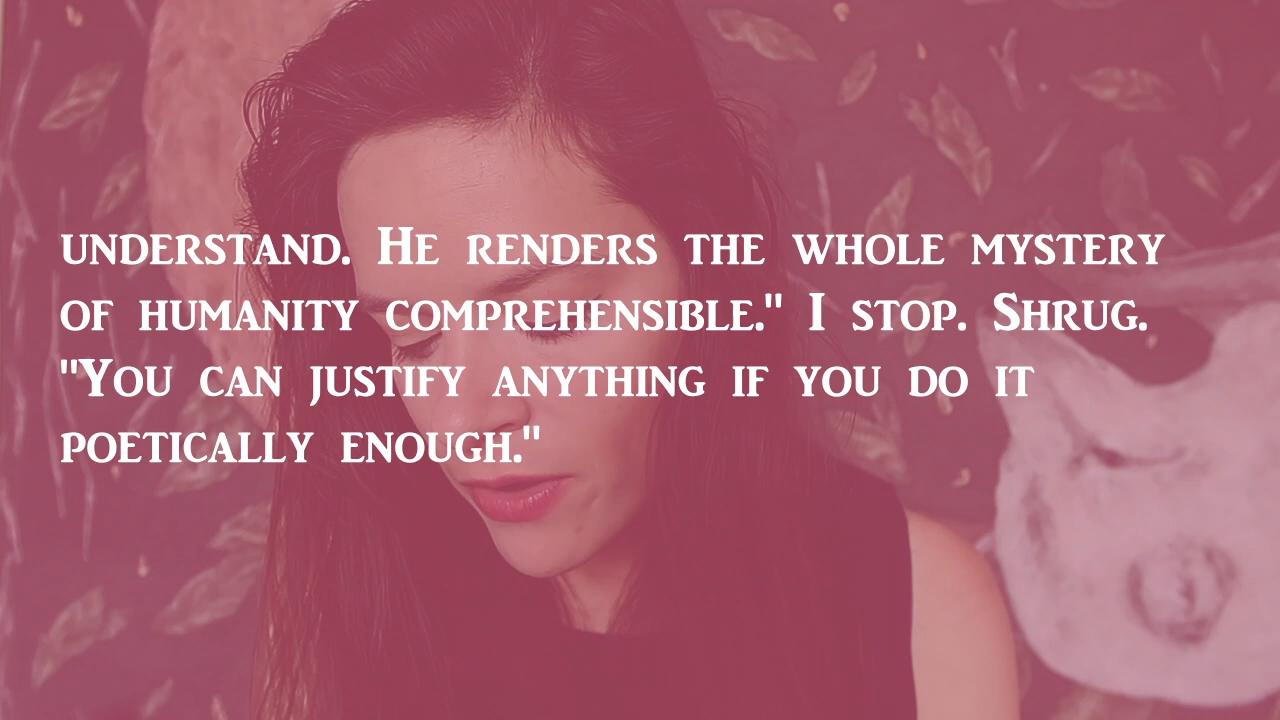 understand. He renders the whole mystery
of humanity comprehensible." I stop. Shrug.
"You can justify anything if you do it
poetically enough."